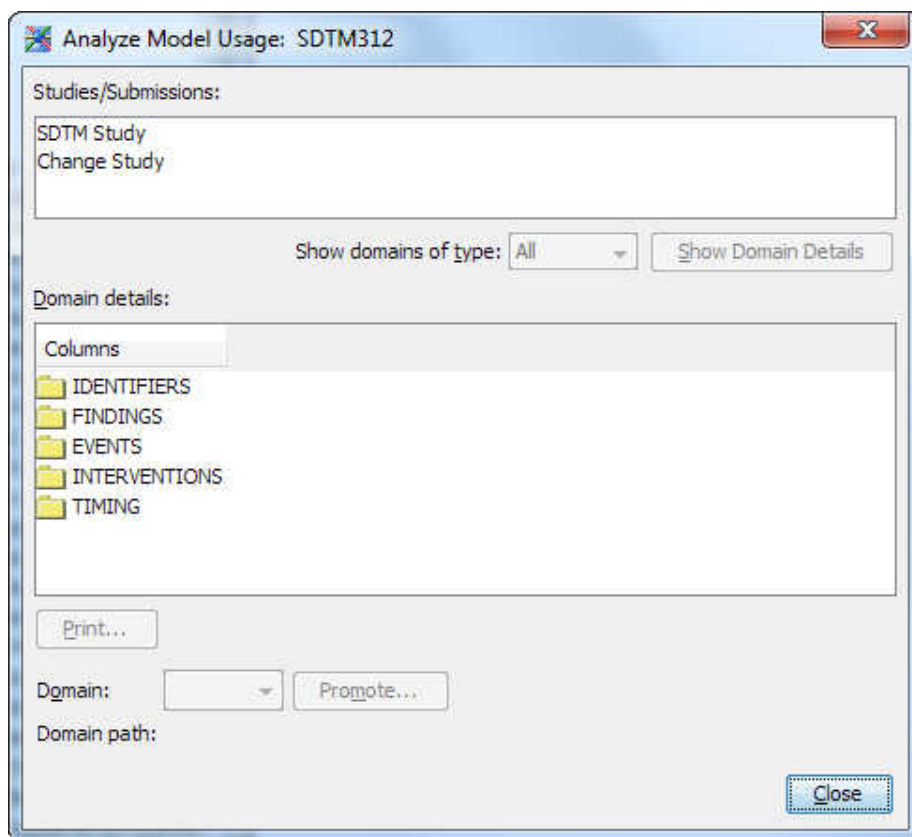 Analyze Model Usage: SDTM312
Studies/Submissions:
SDTM Study
Change Study
Show domains of type: All Show Domain Details
Domain details:
Columns
IDENTIFIERS
FINDINGS
EVENTS
INTERVENTIONS
TIMING
Print...
Domain: Promote...
Domain path:
Close